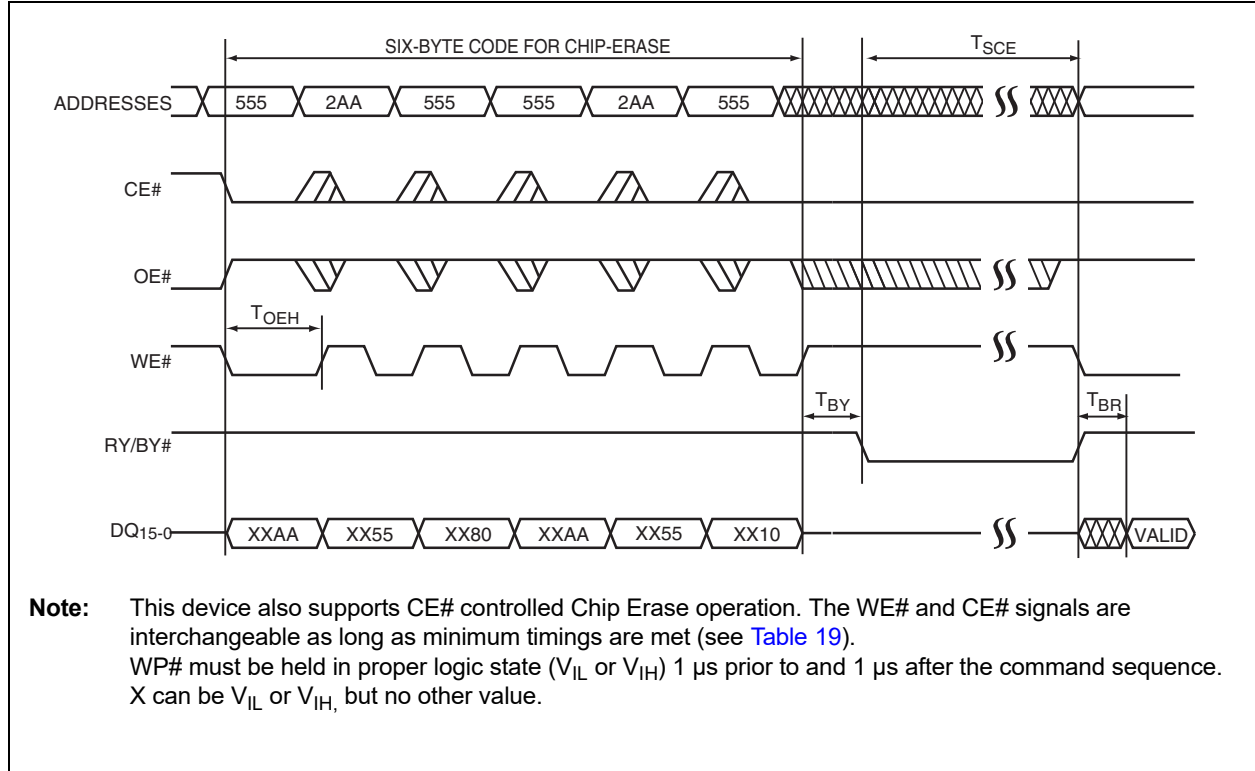 SIX-BYTE CODE FOR CHIP-ERASE
TSCE
ADDRESSES 555 2AA 555 555 2AA 555
CE#
OE#
TOEH
WE#
TBY TBR
RY/BY#
DQ15-0 XXAA XX55 XX80 XXAA XX55 XX10 VALID
Note: This device also supports CE# controlled Chip Erase operation. The WE# and CE# signals are
interchangeable as long as minimum timings are met (see Table 19).
WP# must be held in proper logic state (VIL or VIH) 1 µs prior to and 1 µs after the command sequence.
X can be VIL or VIH, but no other value.